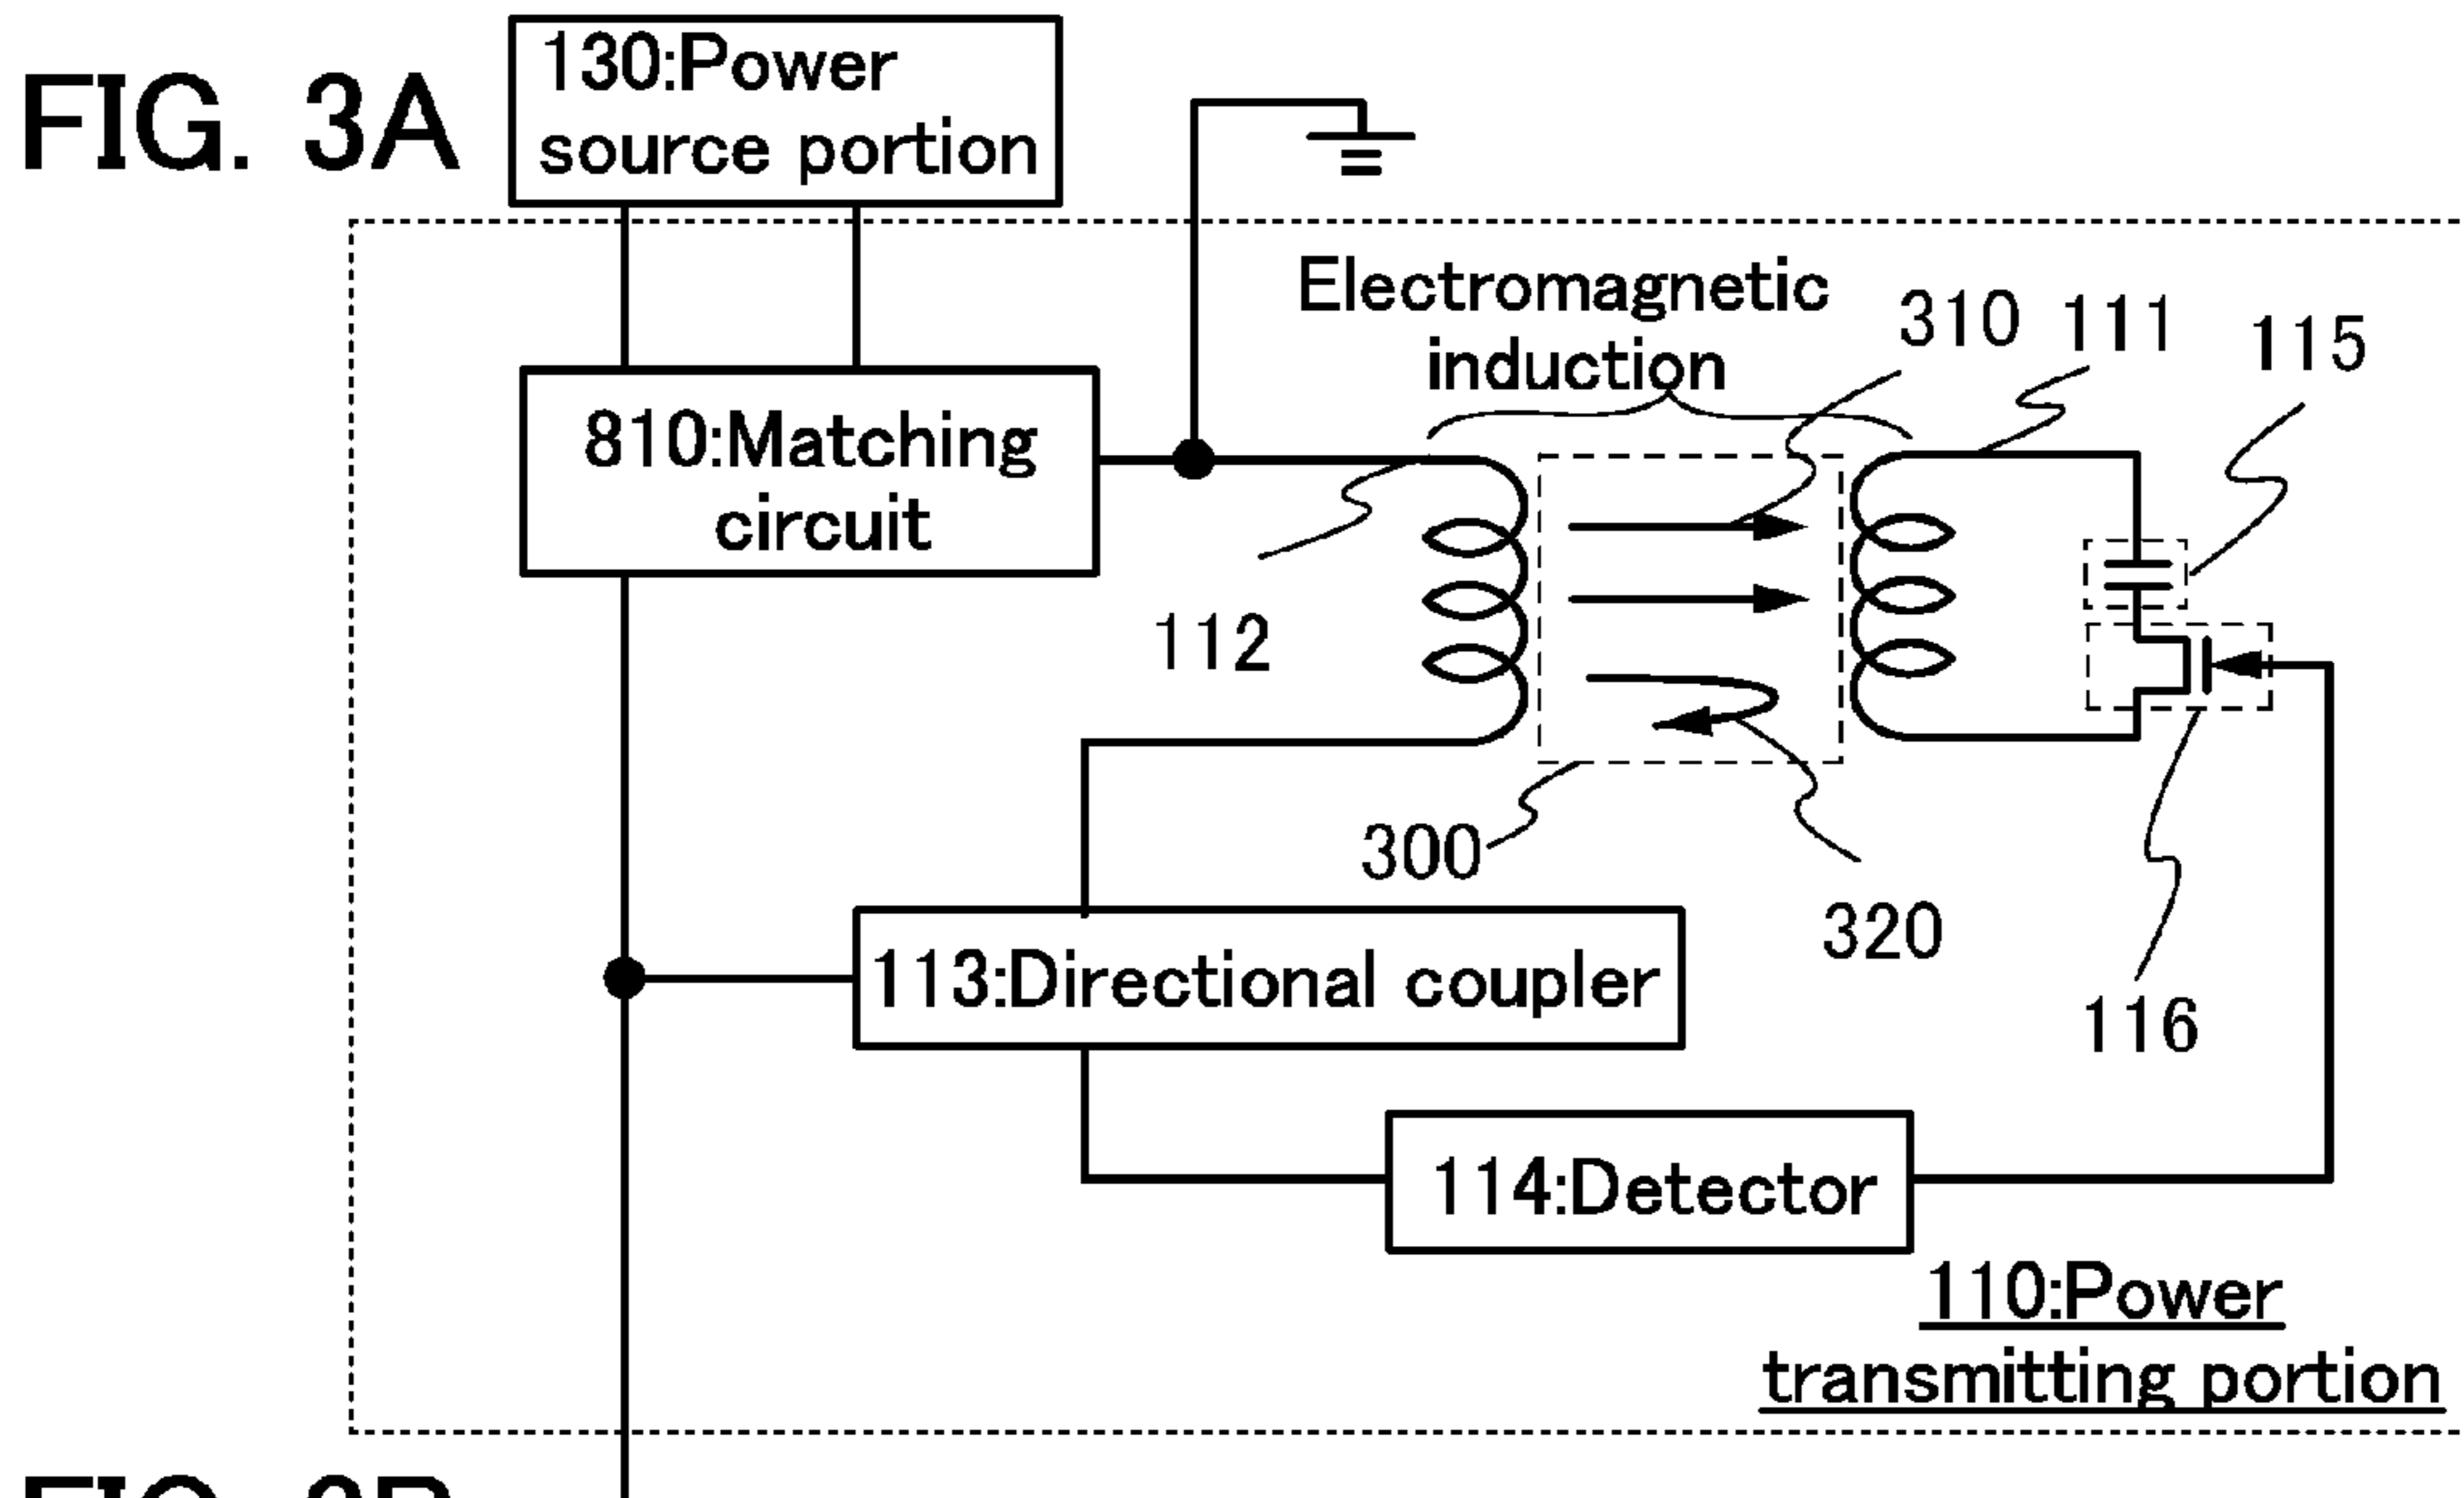 FIG. 3A
130:Power
source portion
Electromagnetic
induction
310
111
115
810:Matching
circuit
112
300
320
113:Directional coupler
116
114:Detector
110:Power
transmitting portion